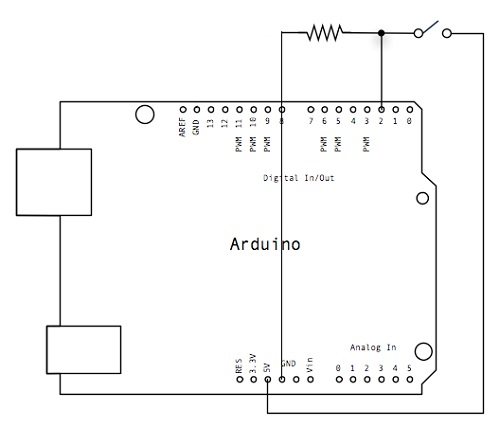 AREF GND 13 12 11 10 9 8 7 6 5 4 3 2 1 0
PWM PWM PWM PWM PWM PWM
Digital In/Out
Arduino
Analog In
RES 3.3V 5V GND Vin 0 1 2 3 4 5